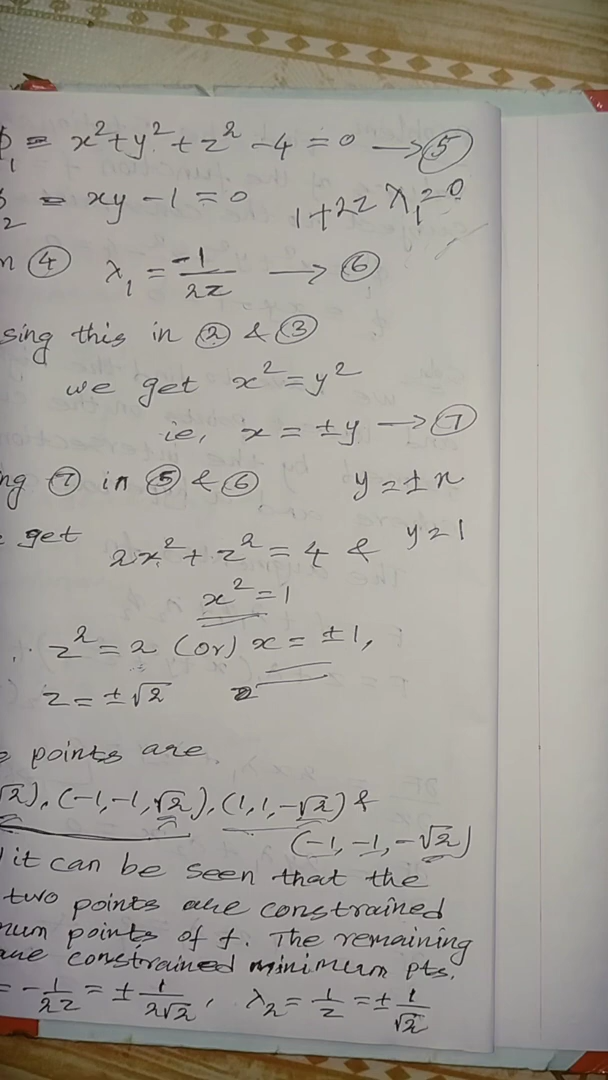 ϕ₁ = x² + y² + z² - 4 = 0 → ⑤
₂ = xy - 1 = 0 1 + 2z λ₁ = 0
n ④ λ₁ = -1/2z → ⑥
sing this in ② & ③
we get x² = y²
ie, x = ±y → ⑦
ng ⑦ in ⑤ & ⑥ y = ± x
get 2x² + z² = 4 & y = 1
x² = 1
∴ z² = 2 (or) x = ±1,
z = ±√2
points are
√2), (-1, -1, √2), (1, 1, -√2) &
(-1, -1, -√2)
it can be seen that the
two points are constrained
num points of f. The remaining
are constrained minimum pts.
= -1/2z = ± 1/2√2, λ₂ = 1/z = ± 1/√2